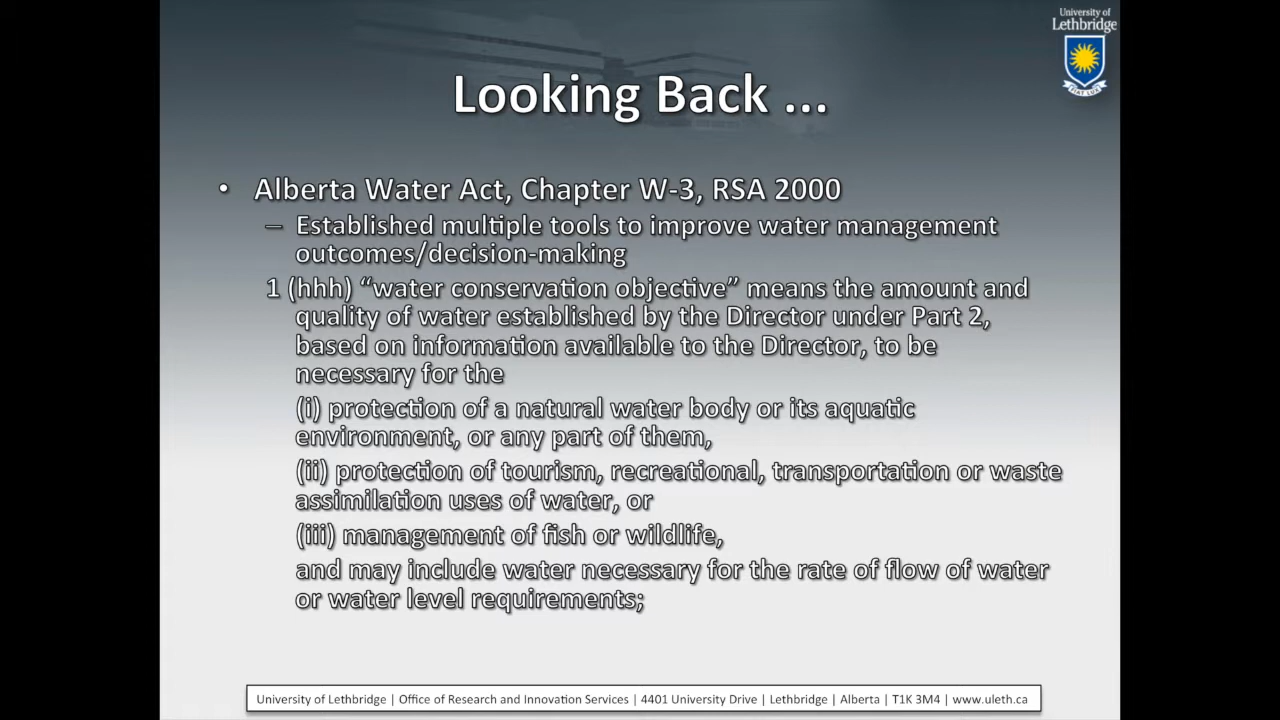 University of
Lethbridge
FIAT LUX
Looking Back ...
• Alberta Water Act, Chapter W-3, RSA 2000
– Established multiple tools to improve water management
outcomes/decision-making
1 (hhh) “water conservation objective” means the amount and
quality of water established by the Director under Part 2,
based on information available to the Director, to be
necessary for the
(i) protection of a natural water body or its aquatic
environment, or any part of them,
(ii) protection of tourism, recreational, transportation or waste
assimilation uses of water, or
(iii) management of fish or wildlife,
and may include water necessary for the rate of flow of water
or water level requirements;
University of Lethbridge | Office of Research and Innovation Services | 4401 University Drive | Lethbridge | Alberta | T1K 3M4 | www.uleth.ca